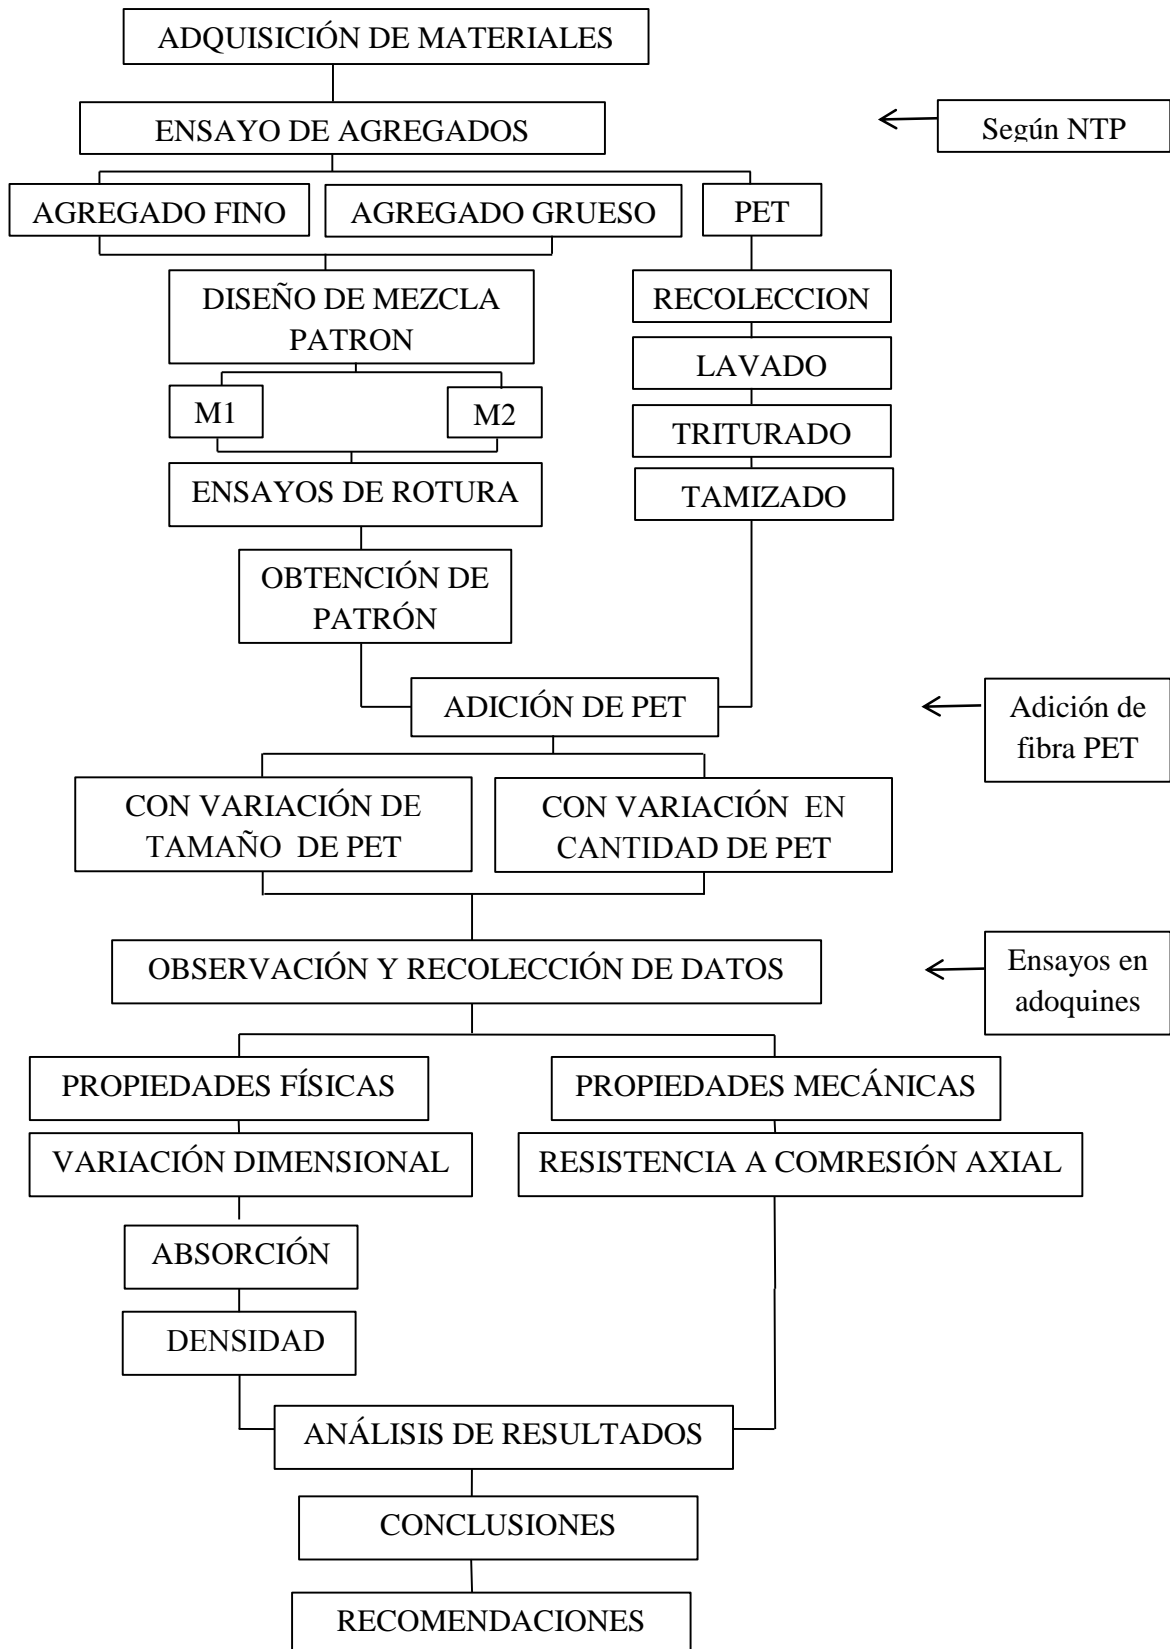 ADQUISICIÓN DE MATERIALES
ENSAYO DE AGREGADOS
Según NTP
AGREGADO FINO
AGREGADO GRUESO
PET
DISEÑO DE MEZCLA
PATRON
RECOLECCION
LAVADO
M1
M2
TRITURADO
ENSAYOS DE ROTURA
TAMIZADO
OBTENCIÓN DE
PATRÓN
ADICIÓN DE PET
Adición de
fibra PET
CON VARIACIÓN DE
TAMAÑO DE PET
CON VARIACIÓN EN
CANTIDAD DE PET
OBSERVACIÓN Y RECOLECCIÓN DE DATOS
Ensayos en
adoquines
PROPIEDADES FÍSICAS
PROPIEDADES MECÁNICAS
VARIACIÓN DIMENSIONAL
RESISTENCIA A COMRESIÓN AXIAL
ABSORCIÓN
DENSIDAD
ANÁLISIS DE RESULTADOS
CONCLUSIONES
RECOMENDACIONES